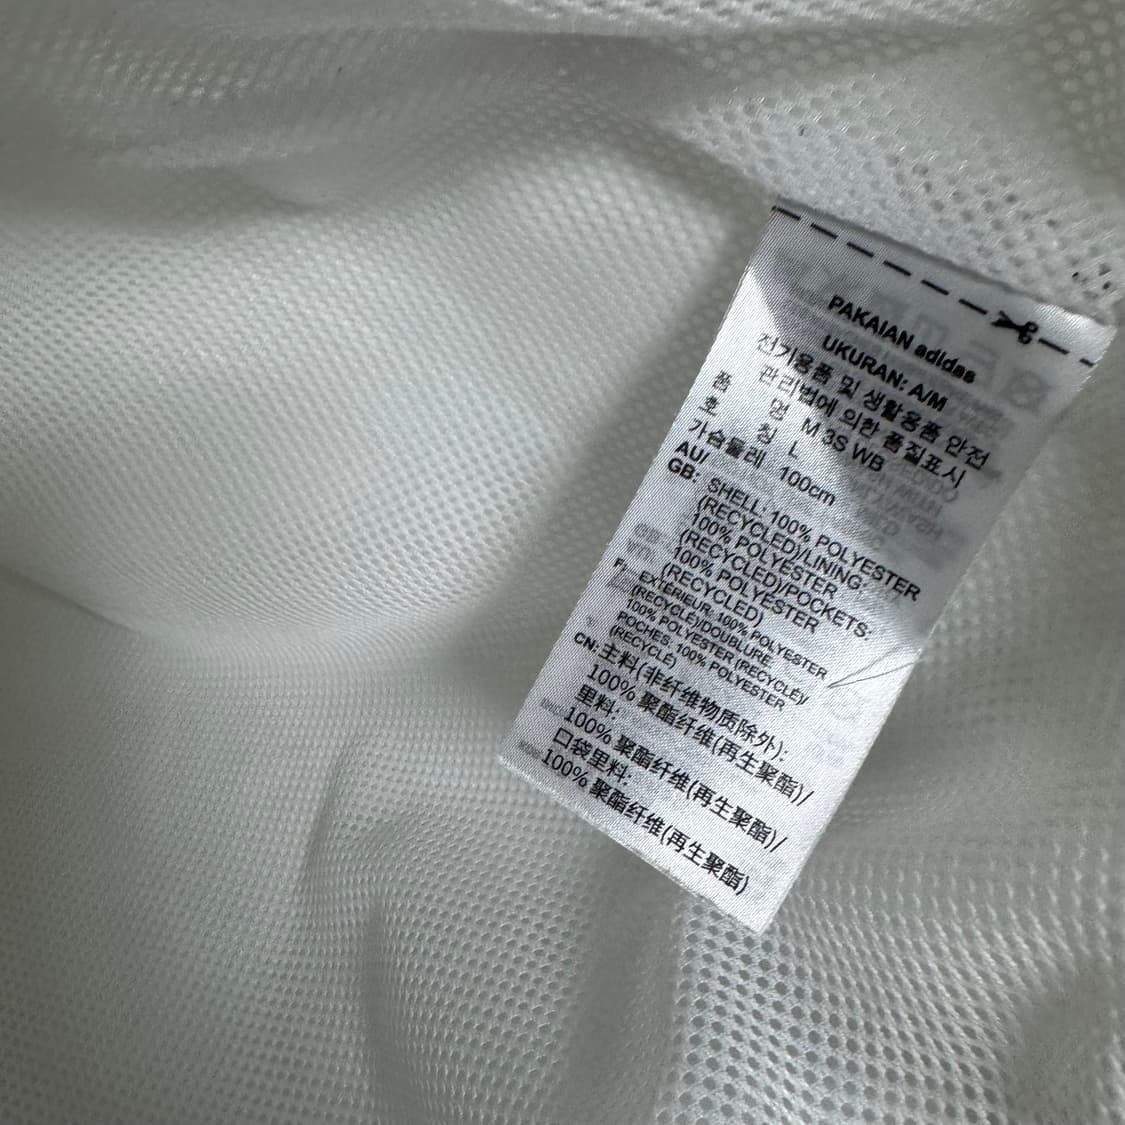 PAKAIAN adidas
UKURAN: A/M
전기용품 및 생활용품 안전
관리법에 의한 품질표시
품 명 M 3S WB
호 칭 L
가슴둘레 100cm
AU/
GB: SHELL: 100% POLYESTER
(RECYCLED)/LINING:
100% POLYESTER
(RECYCLED)/POCKETS:
100% POLYESTER
(RECYCLED)
F: EXTÉRIEUR: 100% POLYESTER
(RECYCLÉ)/DOUBLURE:
100% POLYESTER (RECYCLÉ)/
POCHES: 100% POLYESTER
(RECYCLÉ)
CN: 主料(非纤维物质除外):
100% 聚酯纤维(再生聚酯)/
里料:
100% 聚酯纤维(再生聚酯)/
口袋里料:
100% 聚酯纤维(再生聚酯)